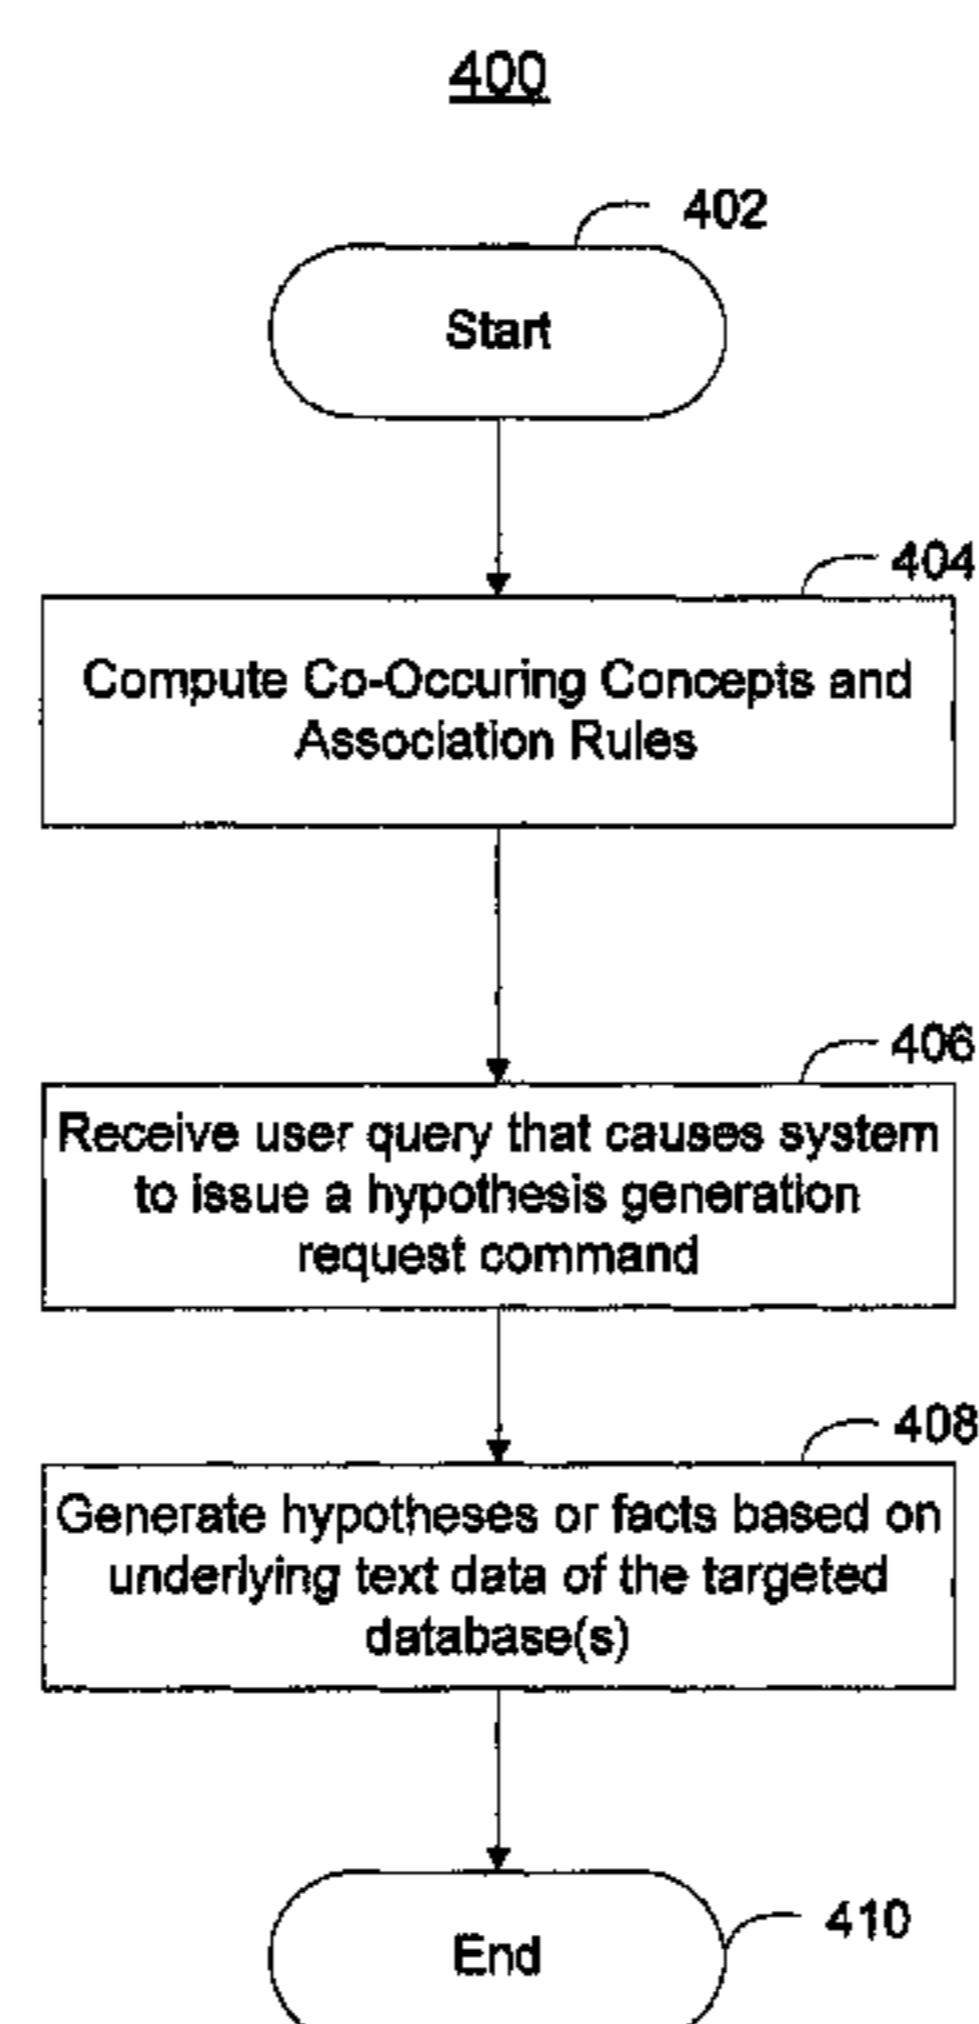 400
402
Start
404
Compute Co-Occuring Concepts and
Association Rules
406
Receive user query that causes system
to issue a hypothesis generation
request command
408
Generate hypotheses or facts based on
underlying text data of the targeted
database(s)
410
End